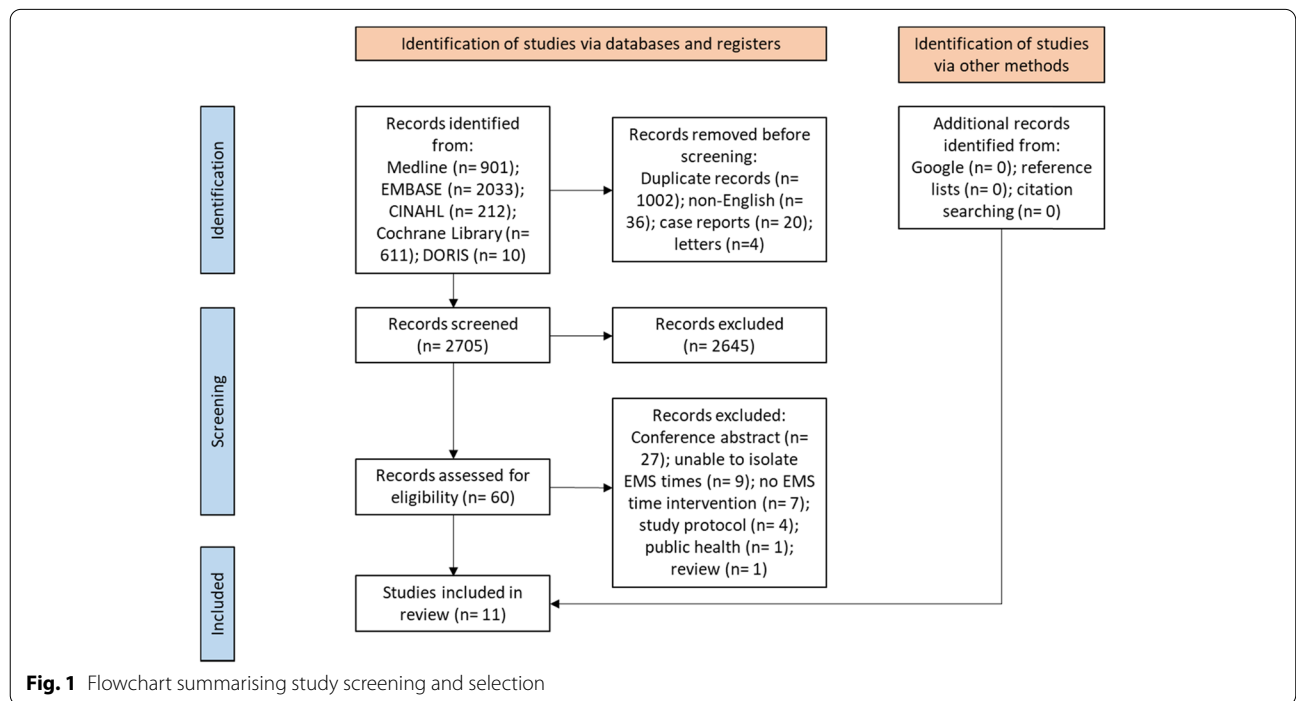 Identification of studies via databases and registers
Identification of studies
via other methods
Identification
Records identified
from:
Medline (n= 901);
EMBASE (n= 2033);
CINAHL (n= 212);
Cochrane Library (n=
611); DORIS (n= 10)
Records removed before
screening:
Duplicate records (n=
1002); non-English (n=
36); case reports (n= 20);
letters (n=4)
Additional records
identified from:
Google (n= 0); reference
lists (n= 0); citation
searching (n= 0)
Screening
Records screened
(n= 2705)
Records excluded
(n= 2645)
Records assessed for
eligibility (n= 60)
Records excluded:
Conference abstract (n=
27); unable to isolate
EMS times (n= 9); no EMS
time intervention (n= 7);
study protocol (n= 4);
public health (n= 1);
review (n= 1)
Included
Studies included in
review (n= 11)
Fig. 1 Flowchart summarising study screening and selection